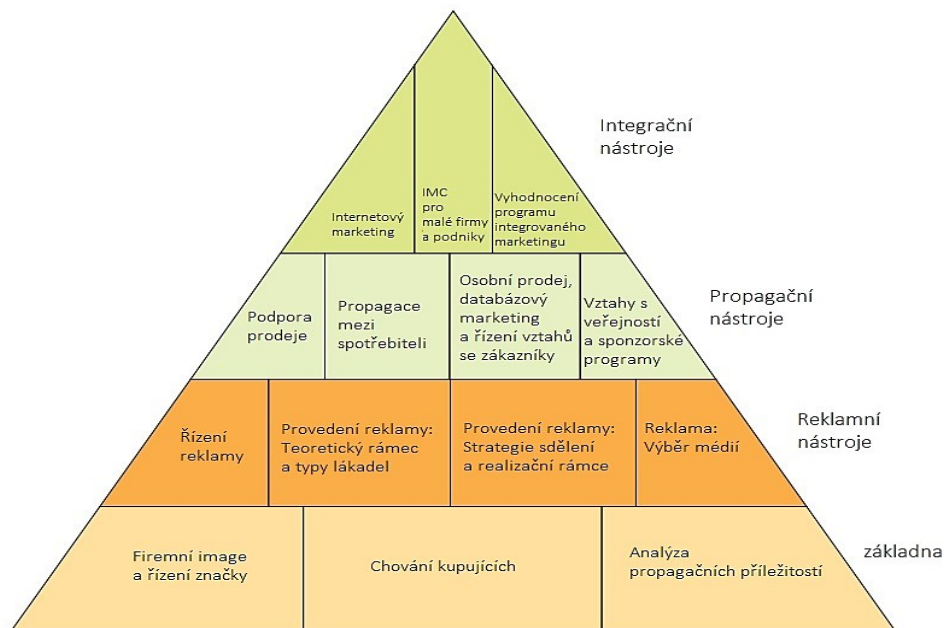 Integrační
nástroje
Internetový
marketing
IMC
pro
malé firmy
a podniky
Vyhodnocení
programu
integrovaného
marketingu
Propagační
nástroje
Podpora
prodeje
Propagace
mezi
spotřebiteli
Osobní prodej,
databázový
marketing
a řízení vztahů
se zákazníky
Vztahy s
veřejností
a sponzorské
programy
Reklamní
nástroje
Řízení
reklamy
Provedení reklamy:
Teoretický rámec
a typy lákadel
Provedení reklamy:
Strategie sdělení
a realizační rámce
Reklama:
Výběr médií
základna
Firemní image
a řízení značky
Chování kupujících
Analýza
propagačních příležitostí